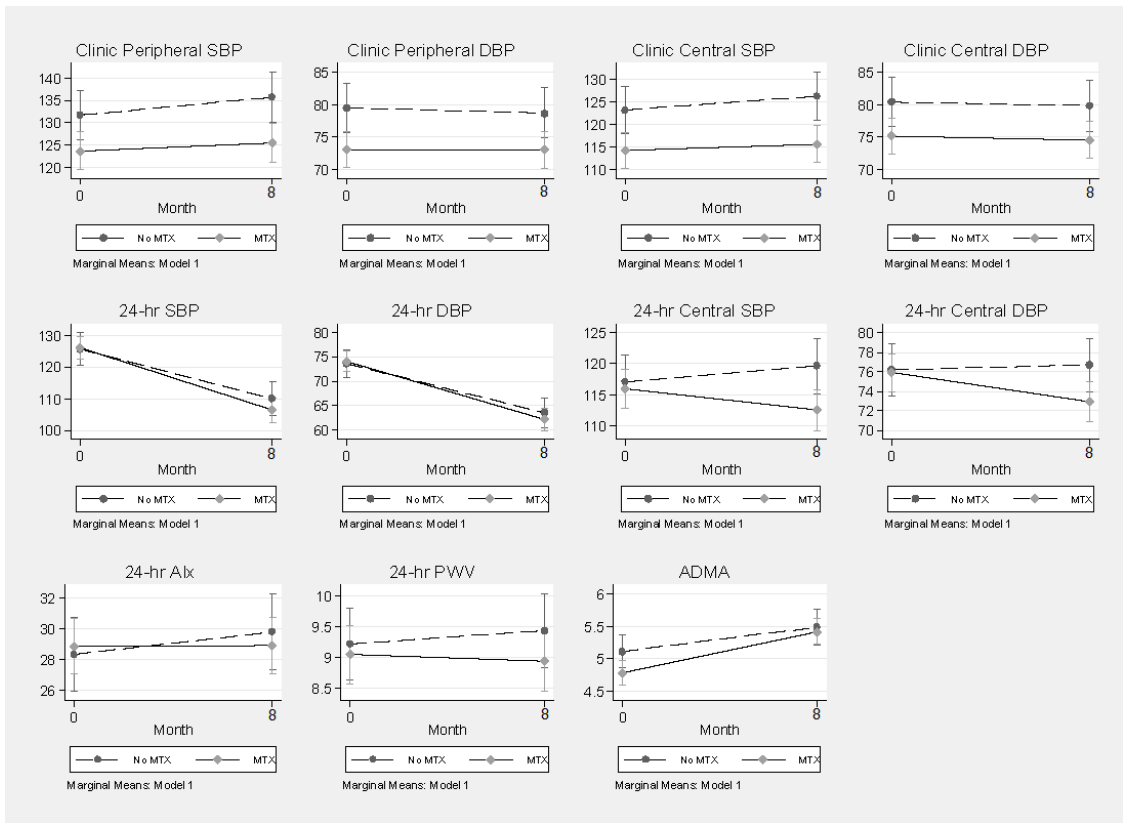 Clinic Peripheral SBP
140
135
130
125
120
0
8
Month
No MTX MTX
Marginal Means: Model 1
Clinic Peripheral DBP
85
80
75
70
0
8
Month
No MTX MTX
Marginal Means: Model 1
Clinic Central SBP
130
125
120
115
110
0
8
Month
No MTX MTX
Marginal Means: Model 1
Clinic Central DBP
85
80
75
70
0
8
Month
No MTX MTX
Marginal Means: Model 1
24-hr SBP
130
120
110
100
0
8
Month
No MTX MTX
Marginal Means: Model 1
24-hr DBP
80
75
70
65
60
0
8
Month
No MTX MTX
Marginal Means: Model 1
24-hr Central SBP
125
120
115
110
0
8
Month
No MTX MTX
Marginal Means: Model 1
24-hr Central DBP
80
78
76
74
72
70
0
8
Month
No MTX MTX
Marginal Means: Model 1
24-hr AIx
32
30
28
26
0
8
Month
No MTX MTX
Marginal Means: Model 1
24-hr PWV
10
9.5
9
8.5
0
8
Month
No MTX MTX
Marginal Means: Model 1
ADMA
6
5.5
5
4.5
0
8
Month
No MTX MTX
Marginal Means: Model 1